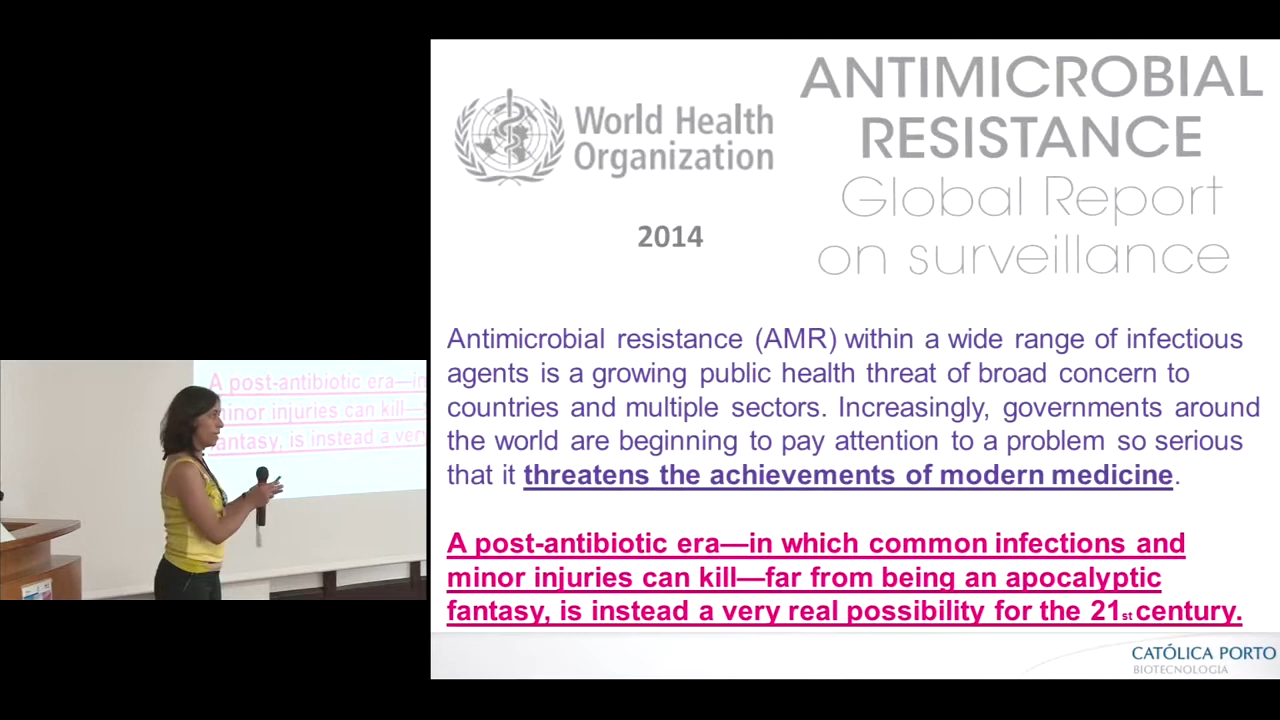 World Health
Organization
2014
ANTIMICROBIAL
RESISTANCE
Global Report
on surveillance
Antimicrobial resistance (AMR) within a wide range of infectious
agents is a growing public health threat of broad concern to
countries and multiple sectors. Increasingly, governments around
the world are beginning to pay attention to a problem so serious
that it threatens the achievements of modern medicine.
A post-antibiotic era—in which common infections and
minor injuries can kill—far from being an apocalyptic
fantasy, is instead a very real possibility for the 21st century.
CATÓLICA PORTO
BIOTECNOLOGIA
A post-antibiotic era—in
minor injuries can kill—
fantasy, is instead a very